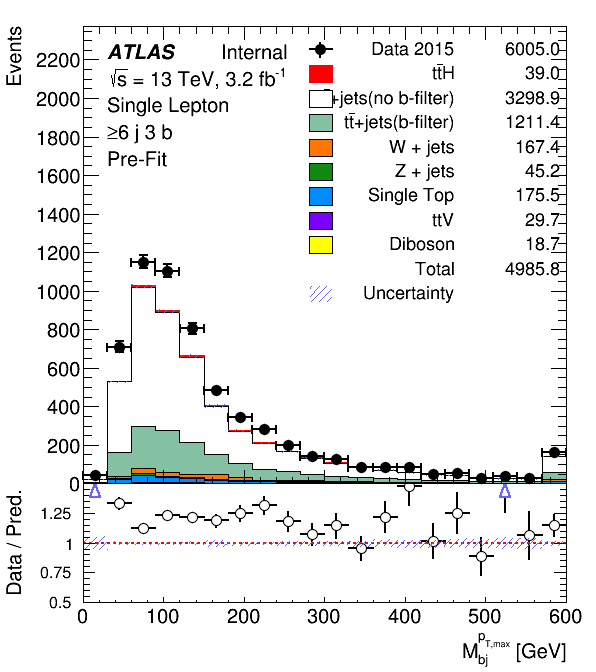 Events
2200
2000
1800
1600
1400
1200
1000
800
600
400
200
0
ATLAS Internal
√s = 13 TeV, 3.2 fb⁻¹
Single Lepton
≥6 j 3 b
Pre-Fit
Data 2015 6005.0
tt̄H 39.0
+jets(no b-filter) 3298.9
tt̄+jets(b-filter) 1211.4
W + jets 167.4
Z + jets 45.2
Single Top 175.5
ttV 29.7
Diboson 18.7
Total 4985.8
Uncertainty
Data / Pred.
1.25
1
0.75
0.5
0 100 200 300 400 500 600
M_bj^pT,max [GeV]